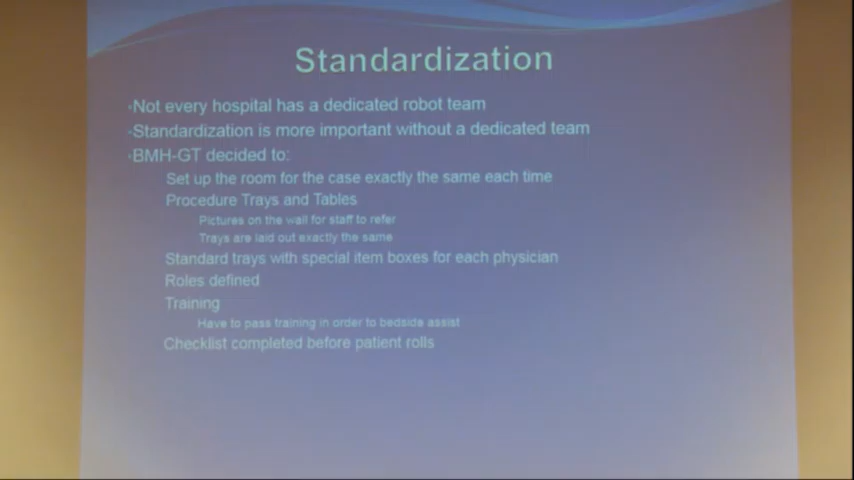 Standardization
•Not every hospital has a dedicated robot team
•Standardization is more important without a dedicated team
•BMH-GT decided to:
Set up the room for the case exactly the same each time
Procedure Trays and Tables
Pictures on the wall for staff to refer
Trays are laid out exactly the same
Standard trays with special item boxes for each physician
Roles defined
Training
Have to pass training in order to bedside assist
Checklist completed before patient rolls